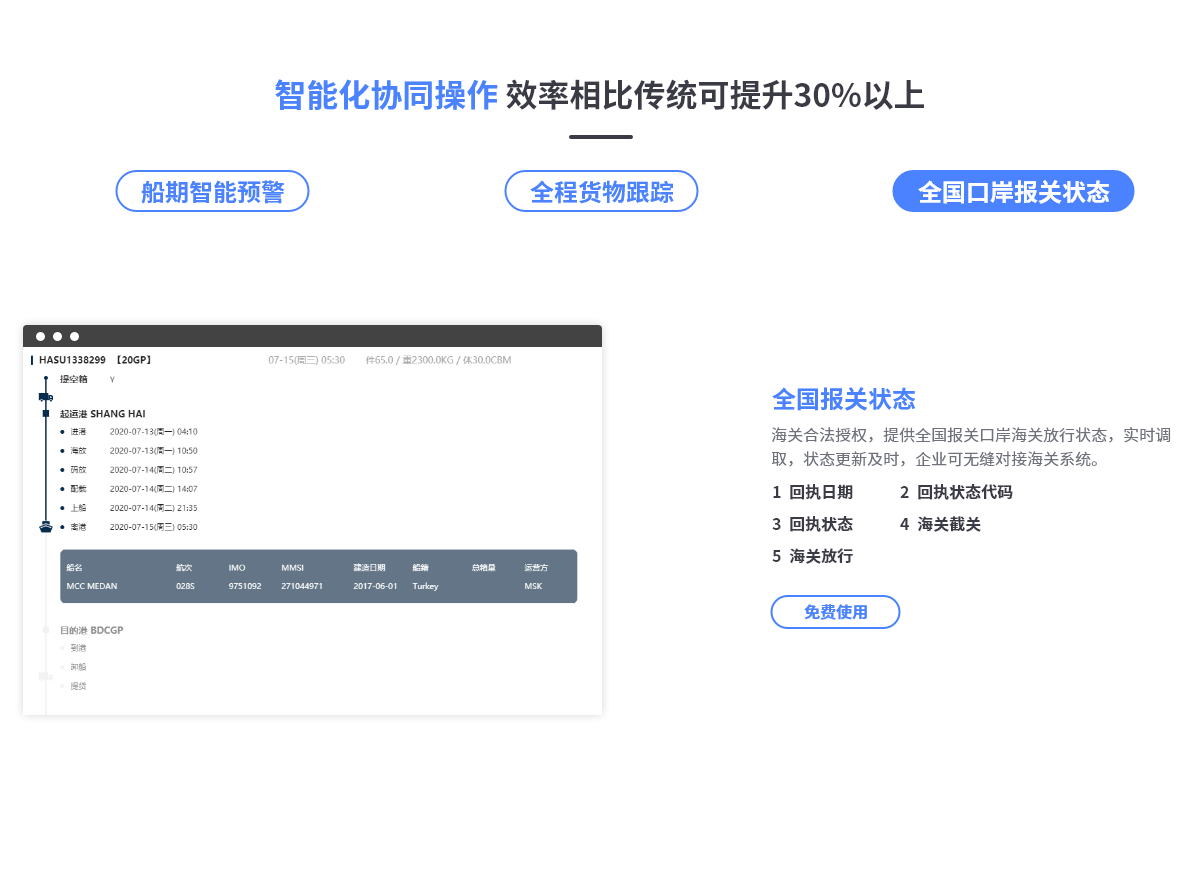 智能化协同操作 效率相比传统可提升30%以上
船期智能预警 全程货物跟踪 全国口岸报关状态
HASU1338299 【20GP】 07-15(周三) 05:30 件65.0 / 重2300.0KG / 体30.0CBM
提空箱 Y
起运港 SHANG HAI
进港 2020-07-13(周一) 04:10
海放 2020-07-13(周一) 10:50
码放 2020-07-14(周二) 10:57
配载 2020-07-14(周二) 14:07
上船 2020-07-14(周二) 21:35
离港 2020-07-15(周三) 05:30
船名 航次 IMO MMSI 建造日期 船籍 总箱量 运营方
MCC MEDAN 028S 9751092 271044971 2017-06-01 Turkey MSK
目的港 BDCGP
到港
卸船
提货
全国报关状态
海关合法授权，提供全国报关口岸海关放行状态，实时调
取，状态更新及时，企业可无缝对接海关系统。
1 回执日期 2 回执状态代码
3 回执状态 4 海关截关
5 海关放行
免费使用